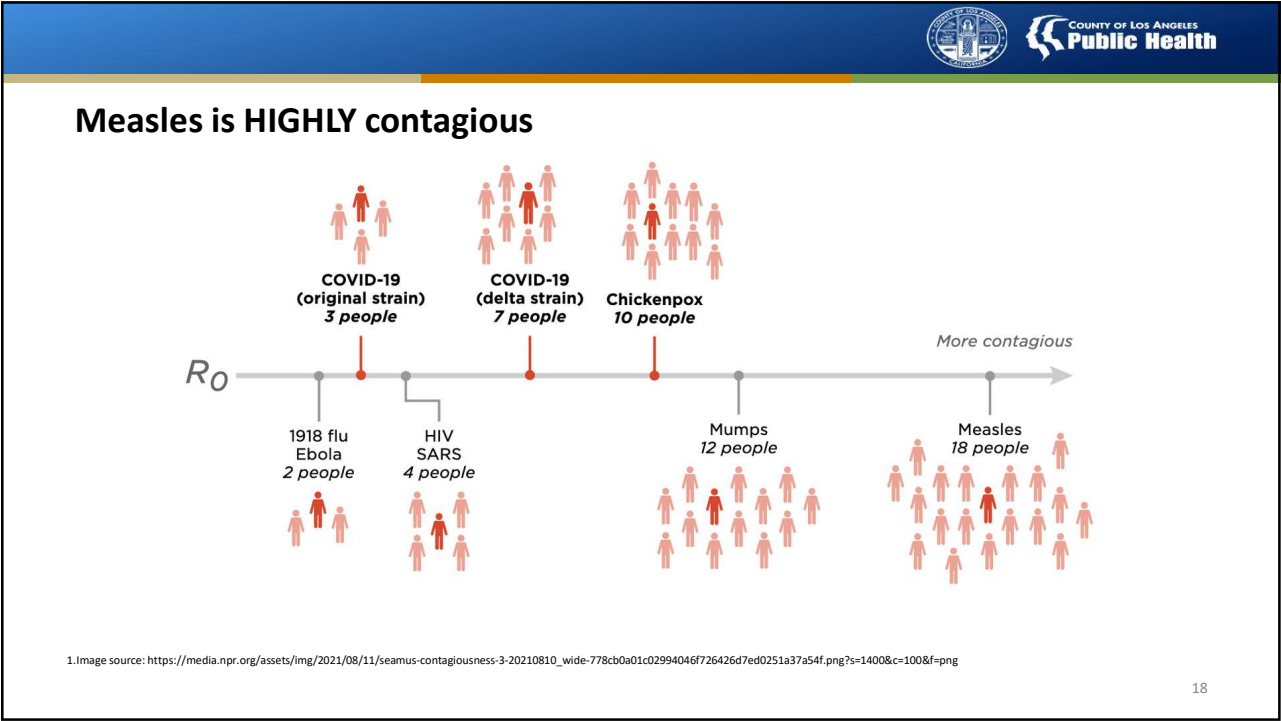 COUNTY OF LOS ANGELES
Public Health
Measles is HIGHLY contagious
COVID-19
(original strain)
3 people
COVID-19
(delta strain)
7 people
Chickenpox
10 people
More contagious
R0
1918 flu
Ebola
2 people
HIV
SARS
4 people
Mumps
12 people
Measles
18 people
1.Image source: https://media.npr.org/assets/img/2021/08/11/seamus-contagiousness-3-20210810_wide-778cb0a01c02994046f726426d7ed0251a37a54f.png?s=1400&c=100&f=png
18